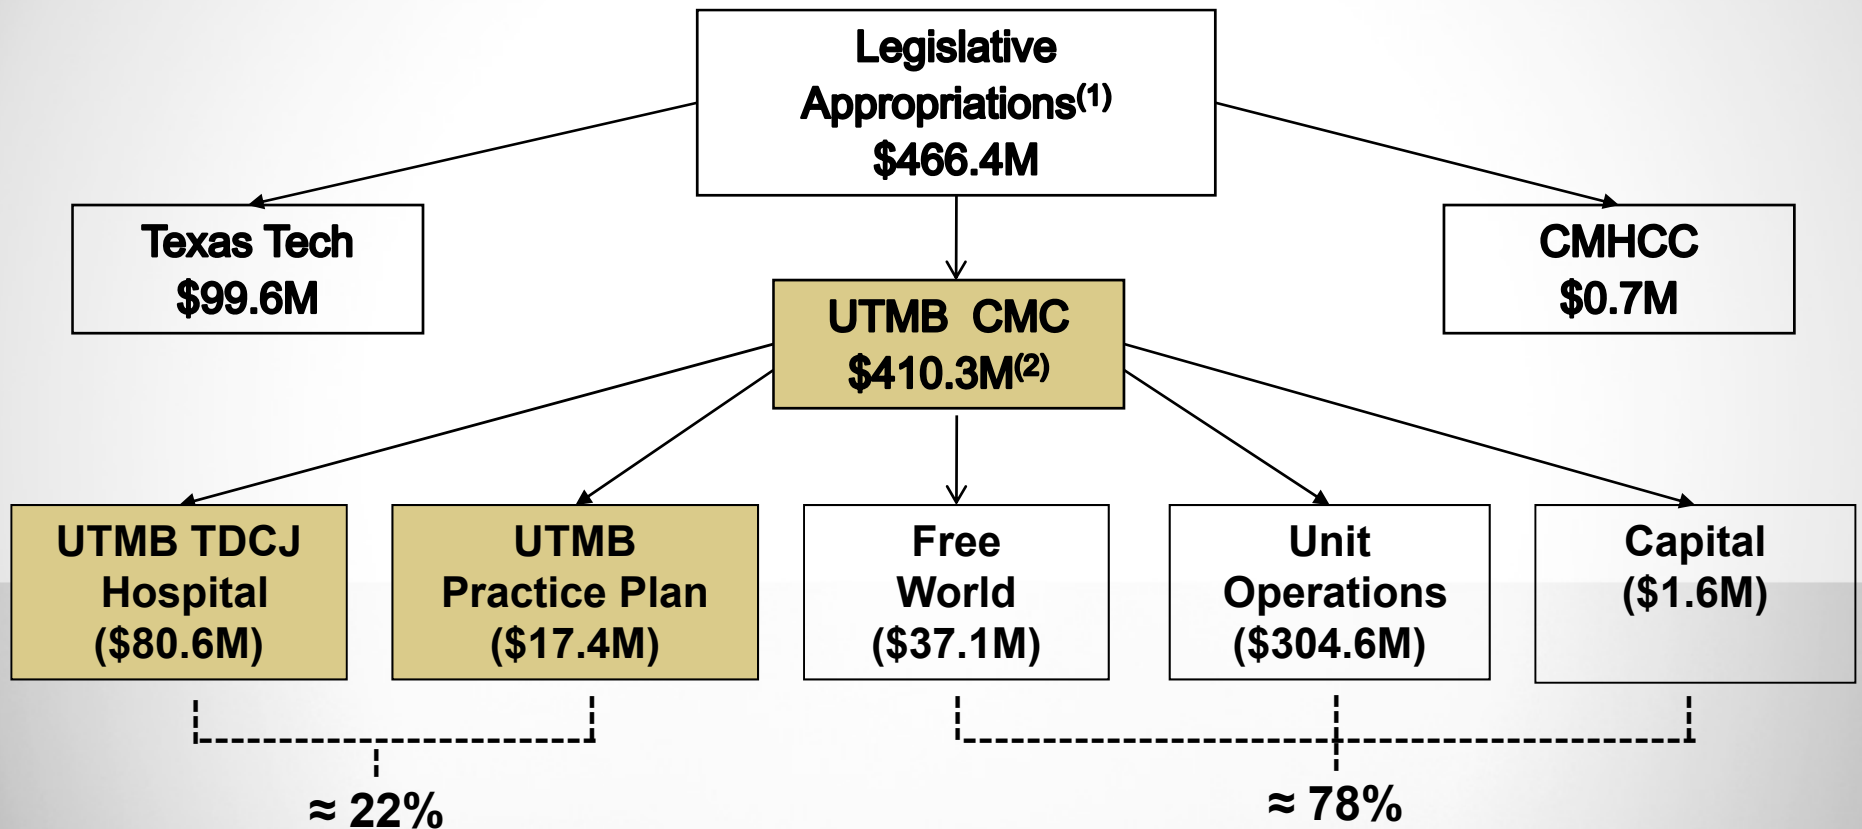 Legislative
Appropriations(1)
$466.4M
Texas Tech
$99.6M
CMHCC
$0.7M
UTMB  CMC
$410.3M(2)
UTMB TDCJ
Hospital
($80.6M)
UTMB
Practice Plan
($17.4M)
Free
World
($37.1M)
Unit
Operations
($304.6M)
Capital
($1.6M)
≈ 22%
≈ 78%